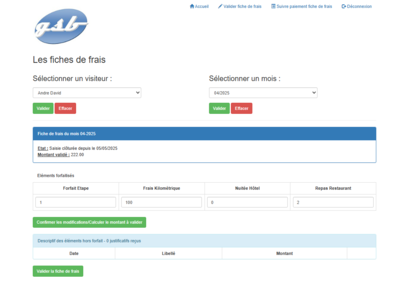 Accueil Valider fiche de frais Suivre paiement fiche de frais Déconnexion
gsb
Les fiches de frais
Sélectionner un visiteur : Sélectionner un mois :
Andre David 04/2025
Valider Effacer Valider Effacer
Fiche de frais du mois 04-2025
Etat : Saisie clôturée depuis le 05/05/2025
Montant validé : 222.66
Eléments forfaitisés
Forfait Etape Frais Kilométrique Nuitée Hôtel Repas Restaurant
1 100 0 2
Confirmer les modifications/Calculer le montant à valider
Descriptif des éléments hors forfait - 0 justificatifs reçus
Date Libellé Montant
Valider la fiche de frais